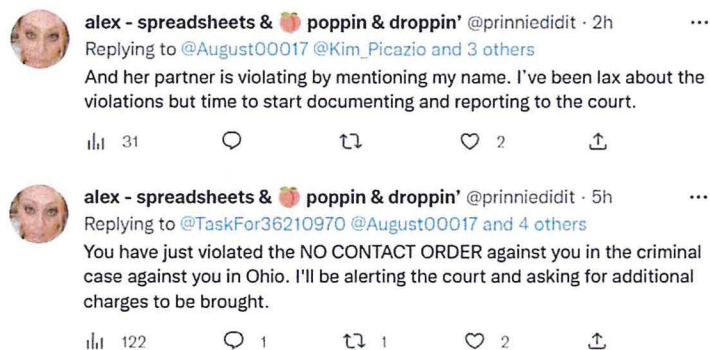 alex - spreadsheets & 🍑 poppin & droppin' @prinniedidit · 2h
Replying to @August00017 @Kim_Picazio and 3 others
And her partner is violating by mentioning my name. I've been lax about the
violations but time to start documenting and reporting to the court.
31 2
alex - spreadsheets & 🍑 poppin & droppin' @prinniedidit · 5h
Replying to @TaskFor36210970 @August00017 and 4 others
You have just violated the NO CONTACT ORDER against you in the criminal
case against you in Ohio. I'll be alerting the court and asking for additional
charges to be brought.
122 1 1 2